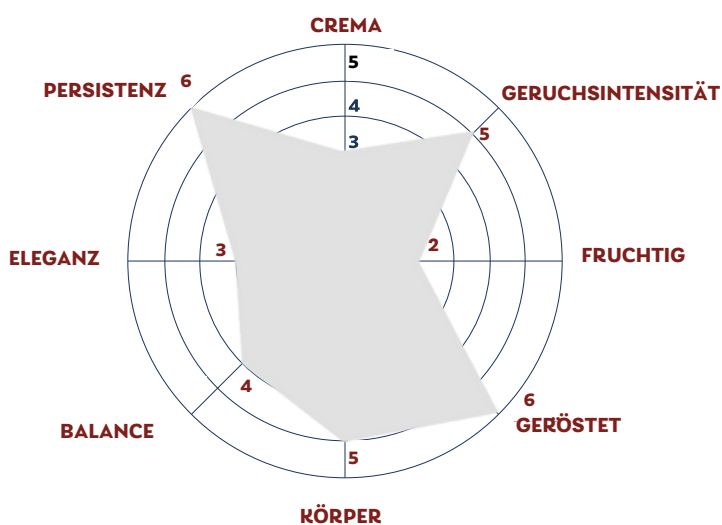 CREMA
5
PERSISTENZ 6
GERUCHSINTENSITÄT
4
5
3
ELEGANZ 3
2 FRUCHTIG
4
6
GERÖSTET
BALANCE
5
KÖRPER